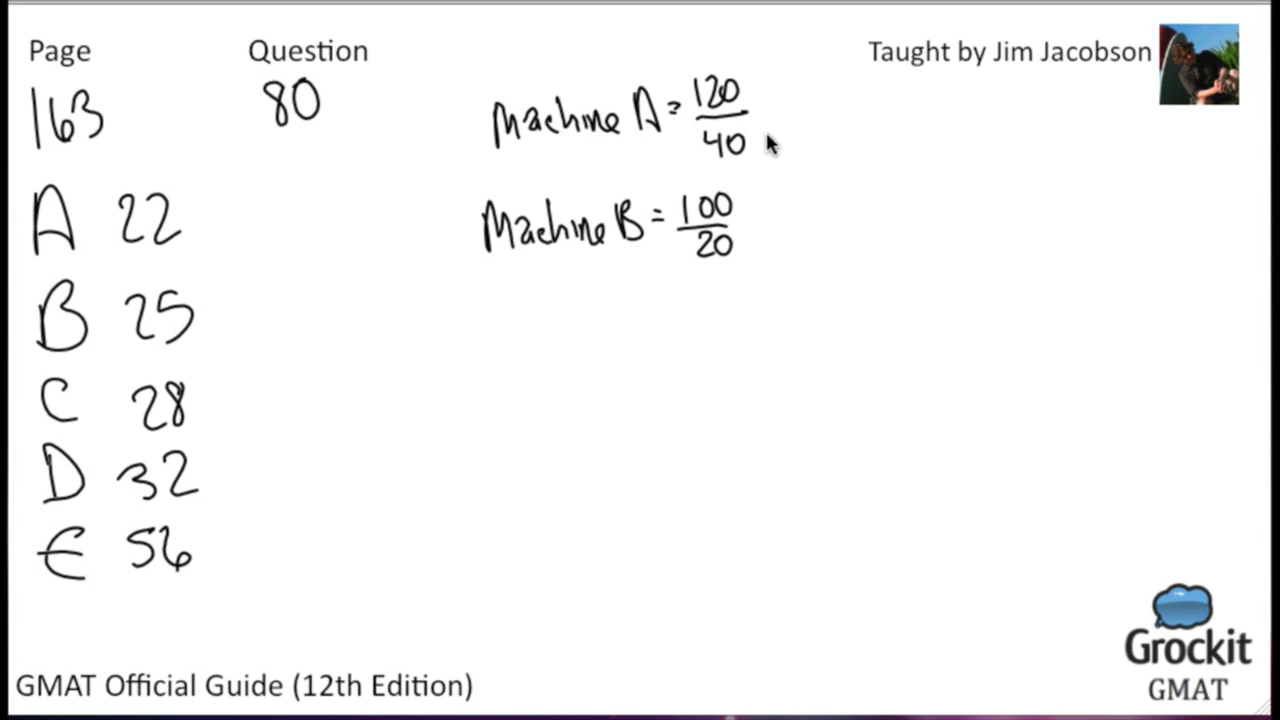 Page Question Taught by Jim Jacobson
163 80
Machine A = 120/40
Machine B = 100/20
A 22
B 25
C 28
D 32
E 56
Grockit
GMAT
GMAT Official Guide (12th Edition)